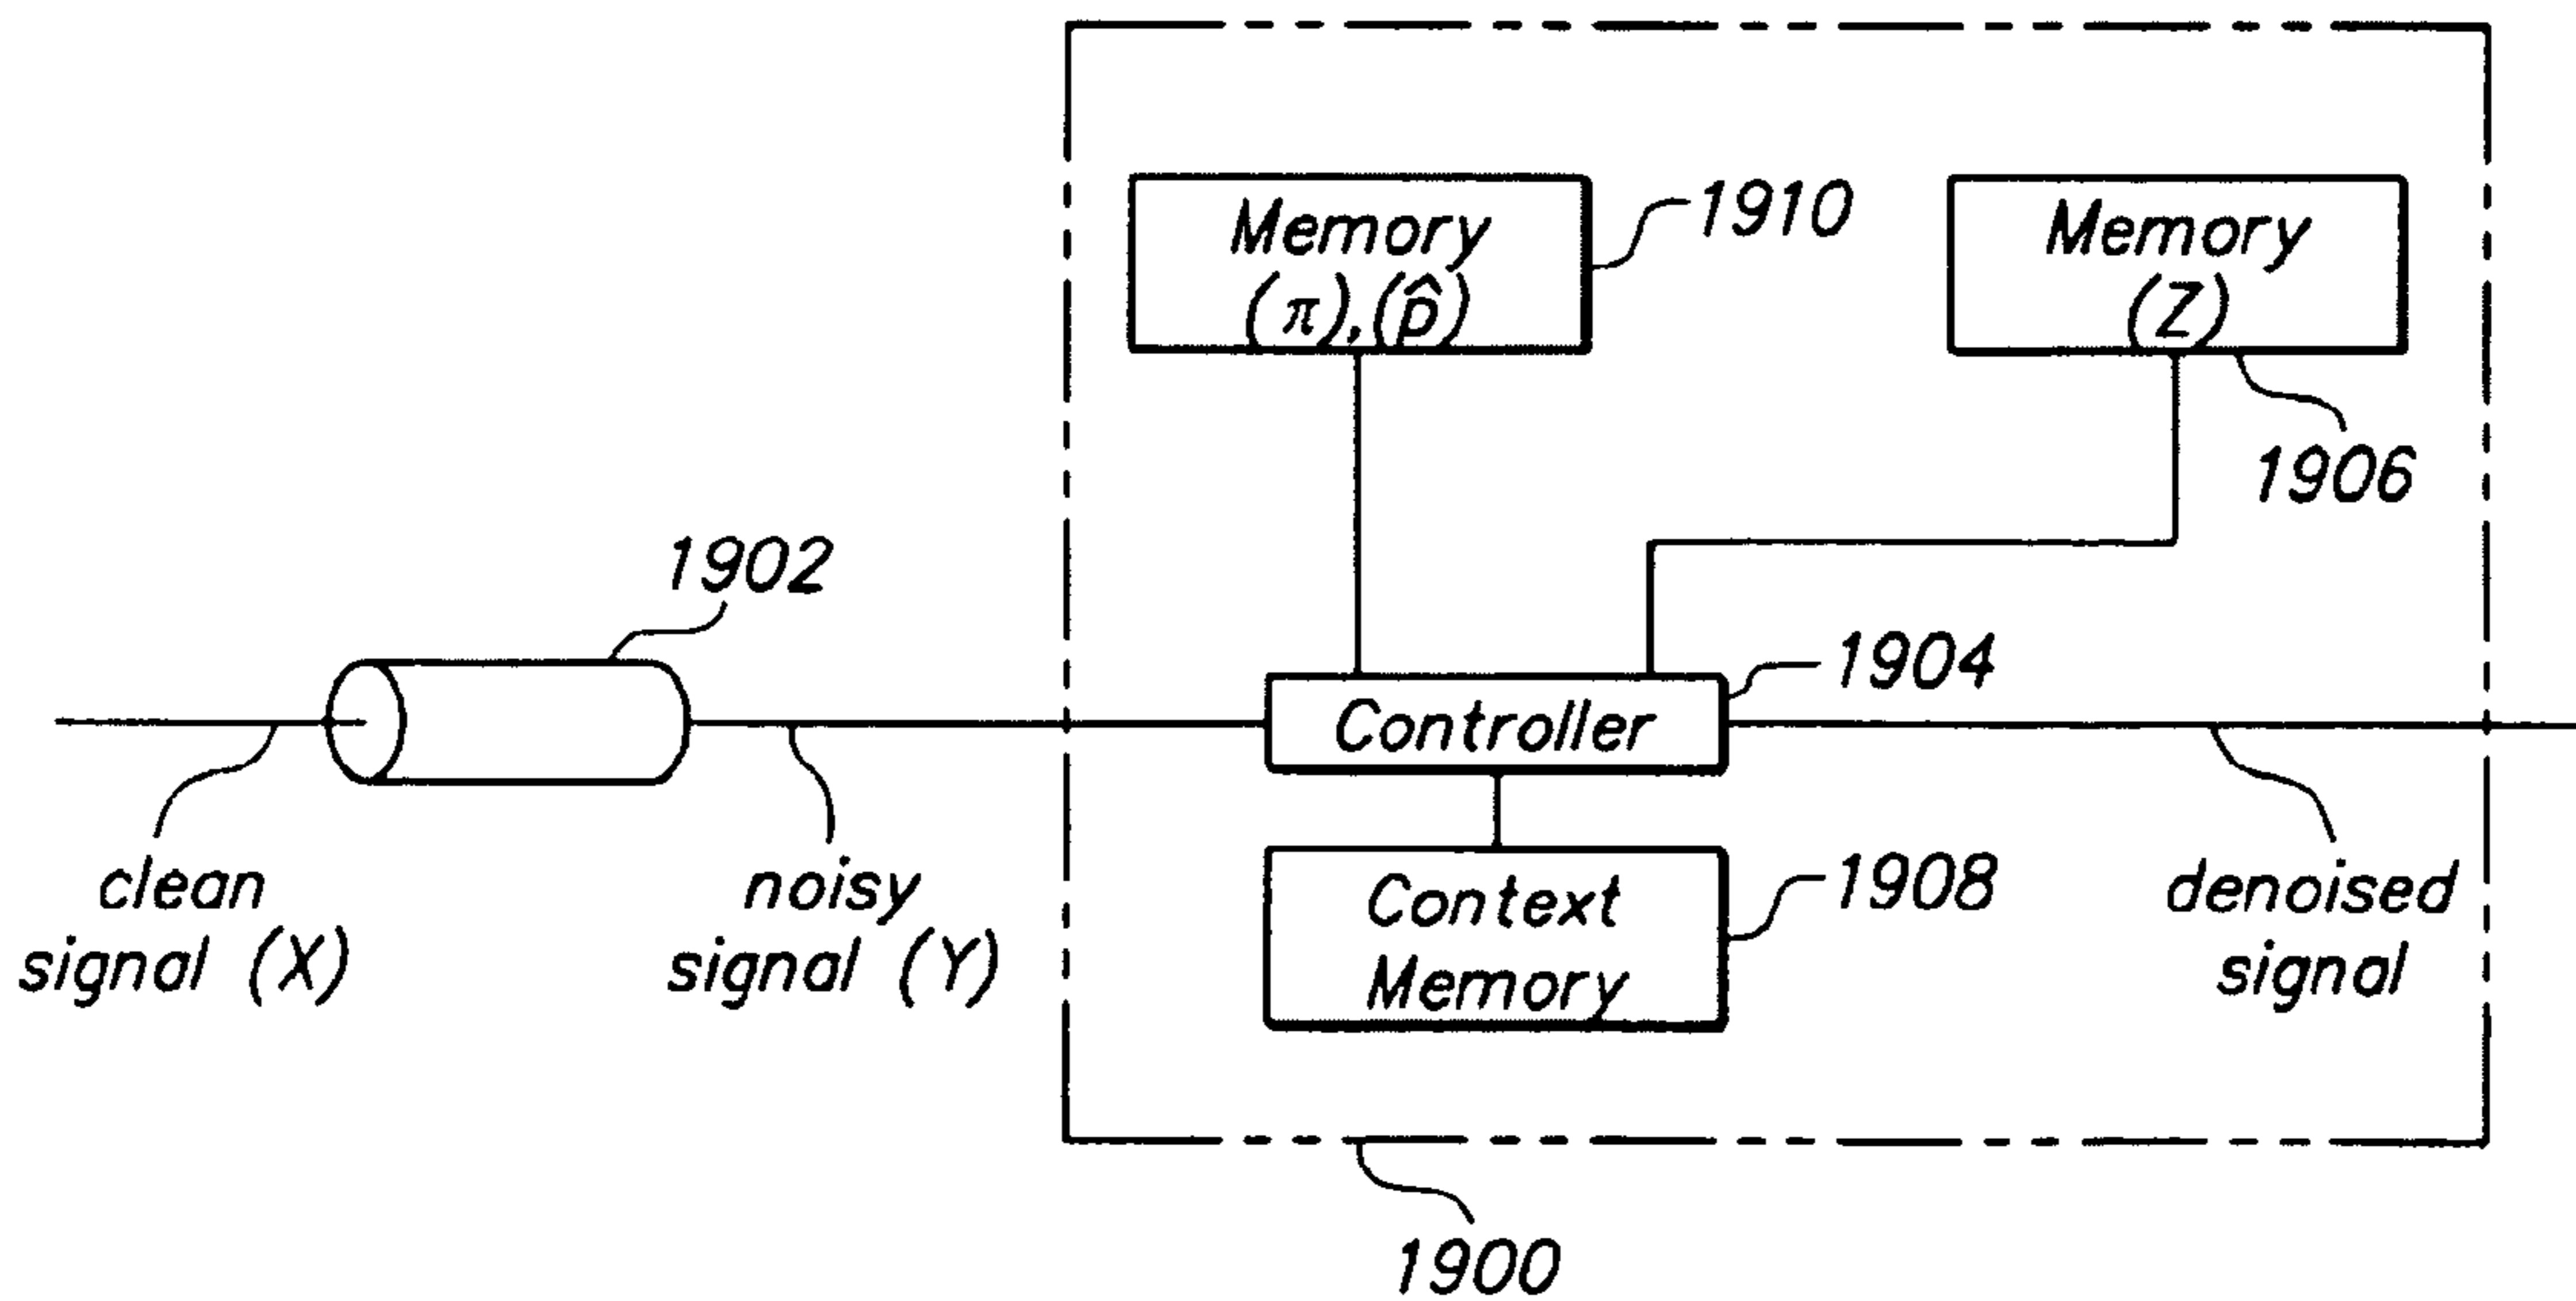 Memory
(π),(p̂)
1910
Memory
(Z)
1906
1902
1904
Controller
clean
signal (X)
noisy
signal (Y)
Context
Memory
1908
denoised
signal
1900